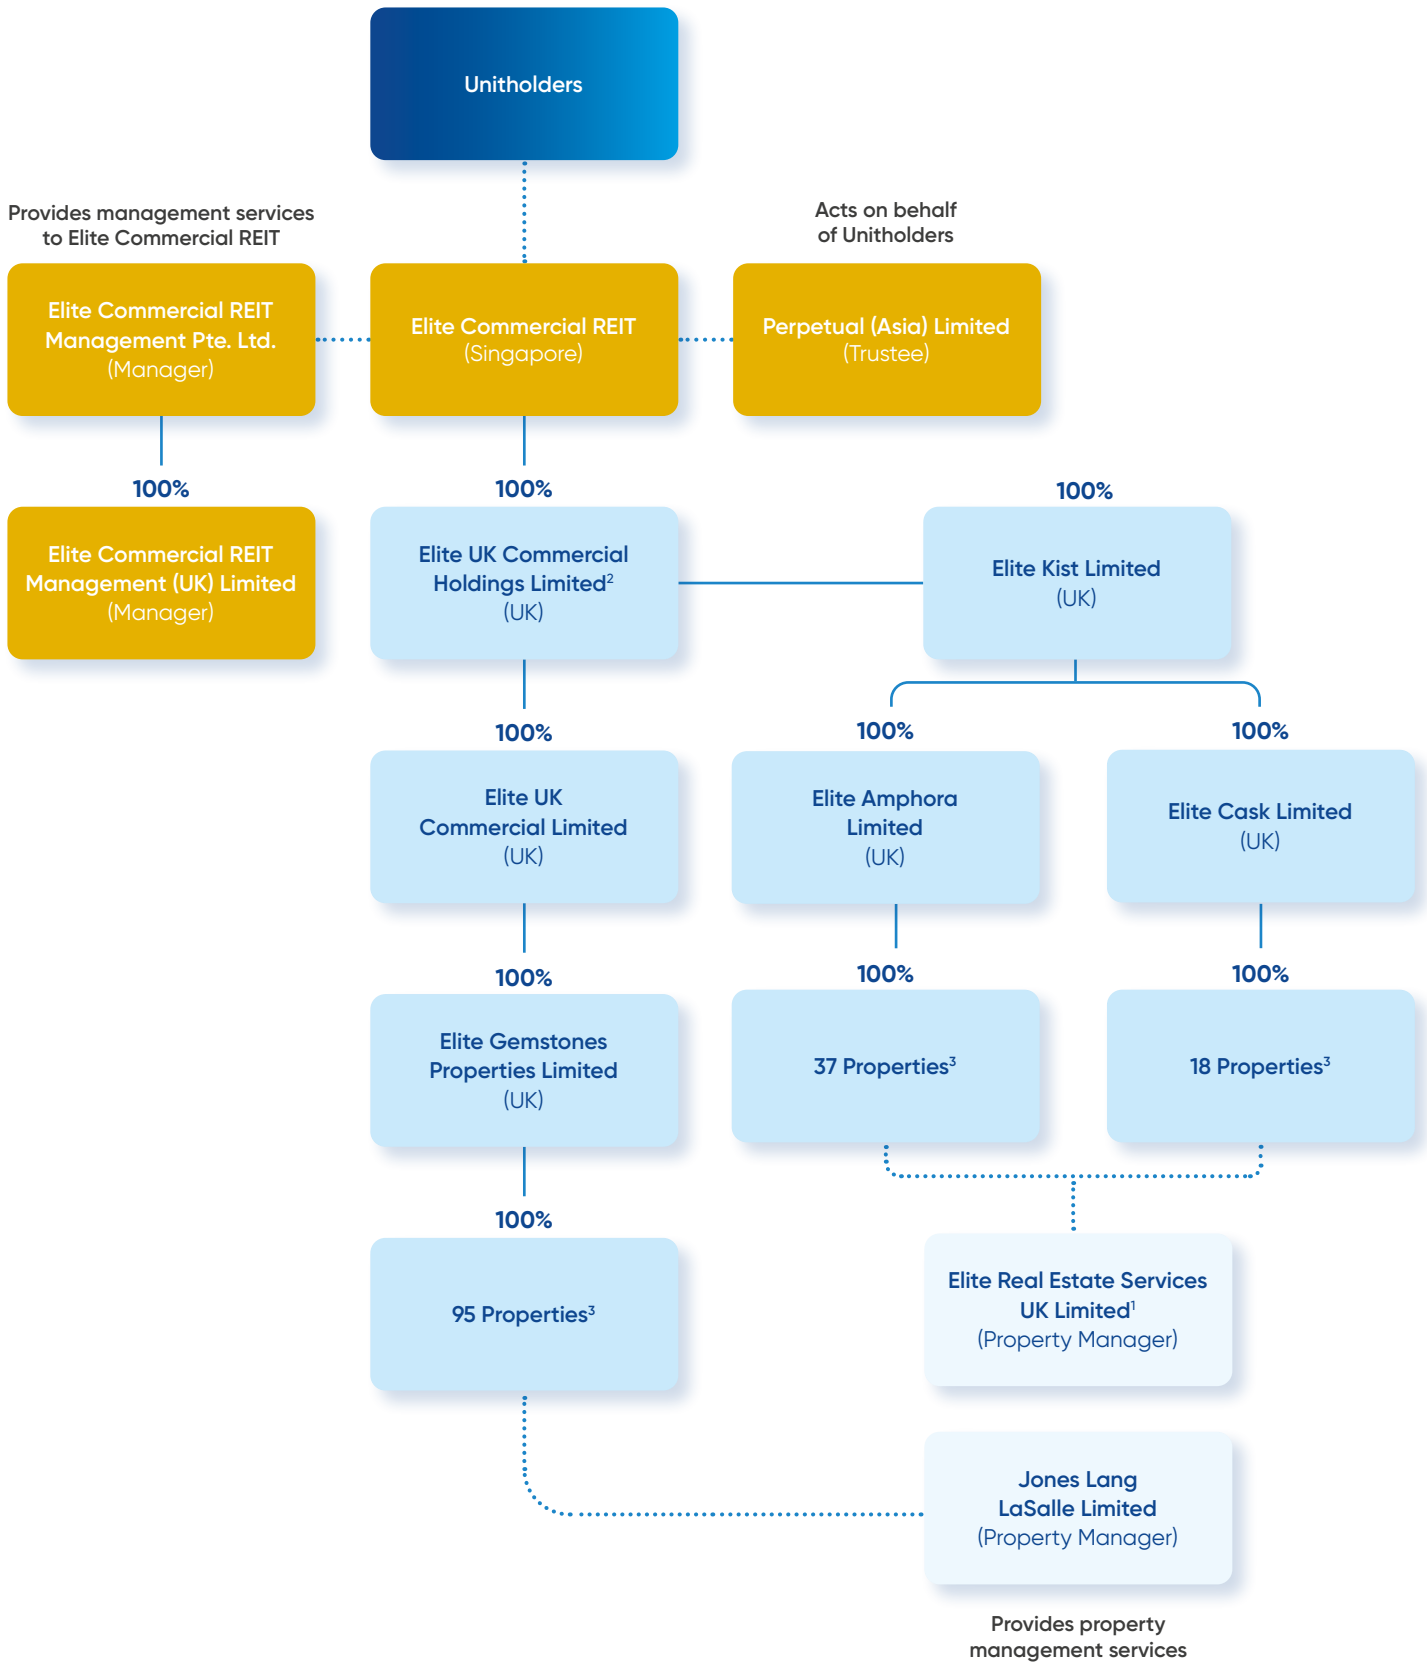 Unitholders
Provides management services
to Elite Commercial REIT
Acts on behalf
of Unitholders
Elite Commercial REIT
Management Pte. Ltd.
(Manager)
Elite Commercial REIT
(Singapore)
Perpetual (Asia) Limited
(Trustee)
100%
100%
100%
Elite Commercial REIT
Management (UK) Limited
(Manager)
Elite UK Commercial
Holdings Limited²
(UK)
Elite Kist Limited
(UK)
100%
100%
100%
Elite UK
Commercial Limited
(UK)
Elite Amphora
Limited
(UK)
Elite Cask Limited
(UK)
100%
100%
100%
Elite Gemstones
Properties Limited
(UK)
37 Properties³
18 Properties³
100%
95 Properties³
Elite Real Estate Services
UK Limited¹
(Property Manager)
Jones Lang
LaSalle Limited
(Property Manager)
Provides property
management services